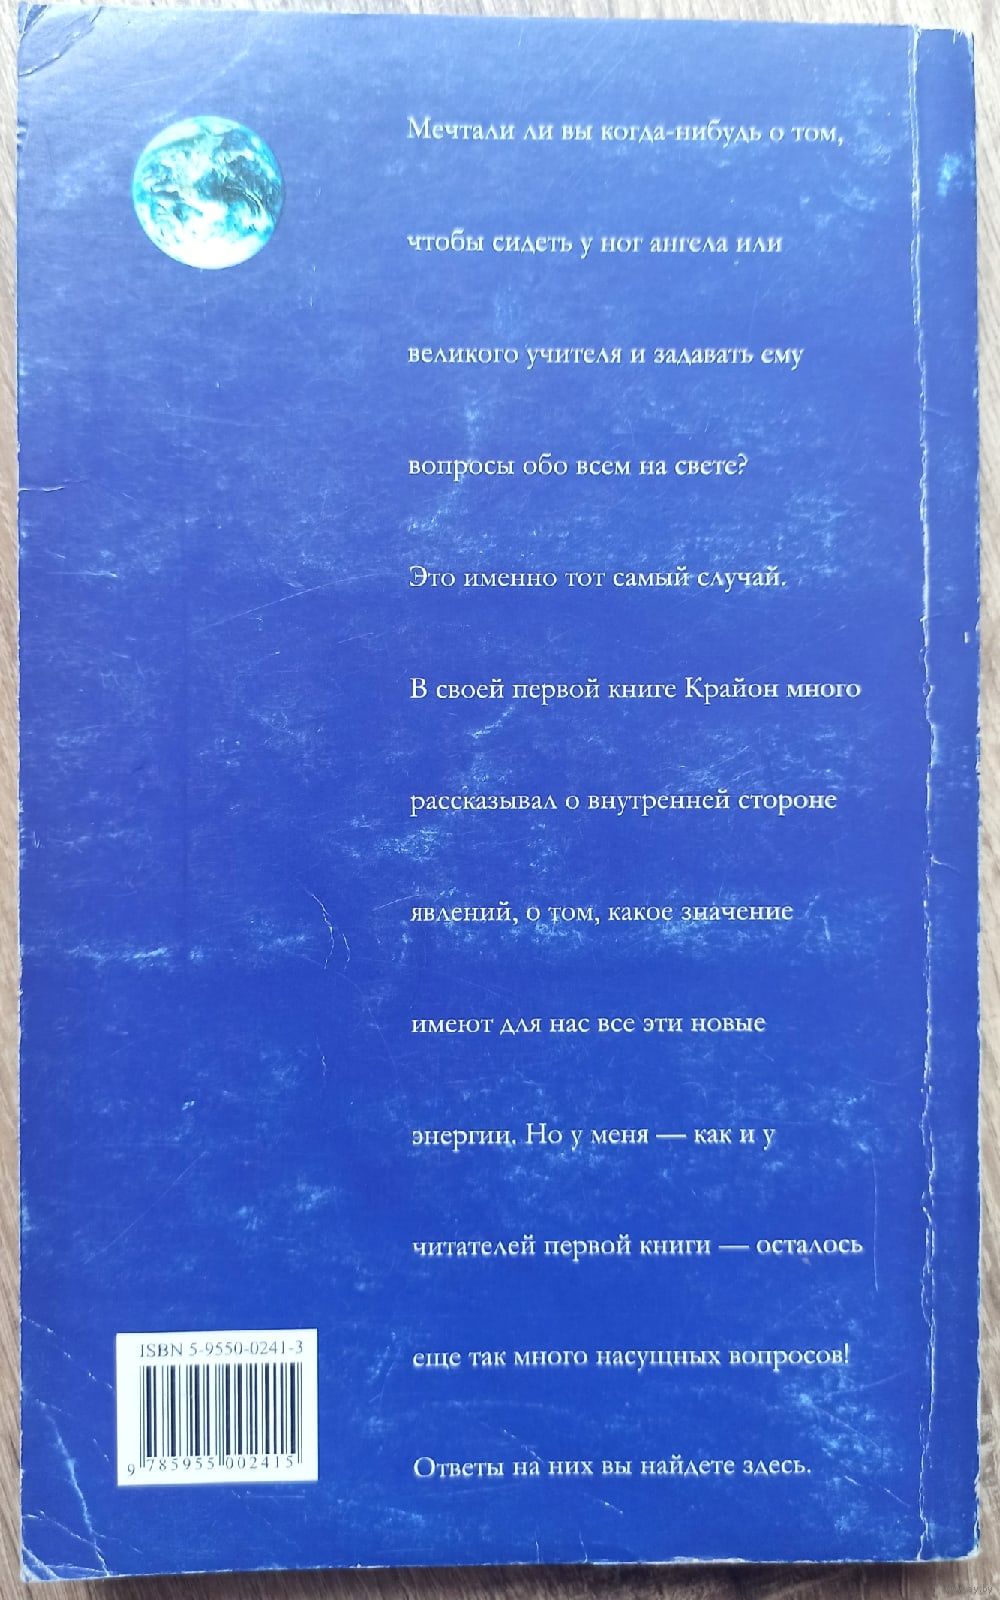 Мечтали ли вы когда-нибудь о том,
чтобы сидеть у ног ангела или
великого учителя и задавать ему
вопросы обо всем на свете?
Это именно тот самый случай.
В своей первой книге Крайон много
рассказывал о внутренней стороне
явлений, о том, какое значение
имеют для нас все эти новые
энергии. Но у меня — как и у
читателей первой книги — осталось
еще так много насущных вопросов!
Ответы на них вы найдете здесь.
ISBN 5-9550-0241-3
9 785955 002415